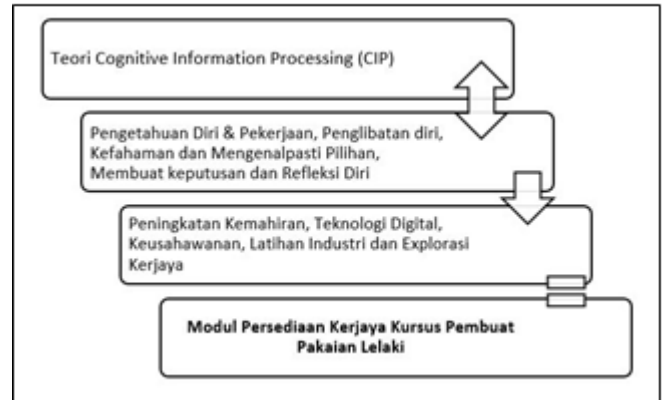 Teori Cognitive Information Processing (CIP)
Pengetahuan Diri & Pekerjaan, Penglibatan diri,
Kefahaman dan Mengenalpasti Pilihan,
Membuat keputusan dan Refleksi Diri
Peningkatan Kemahiran, Teknologi Digital,
Keusahawanan, Latihan Industri dan Explorasi
Kerjaya
Modul Persediaan Kerjaya Kursus Pembuat
Pakaian Lelaki